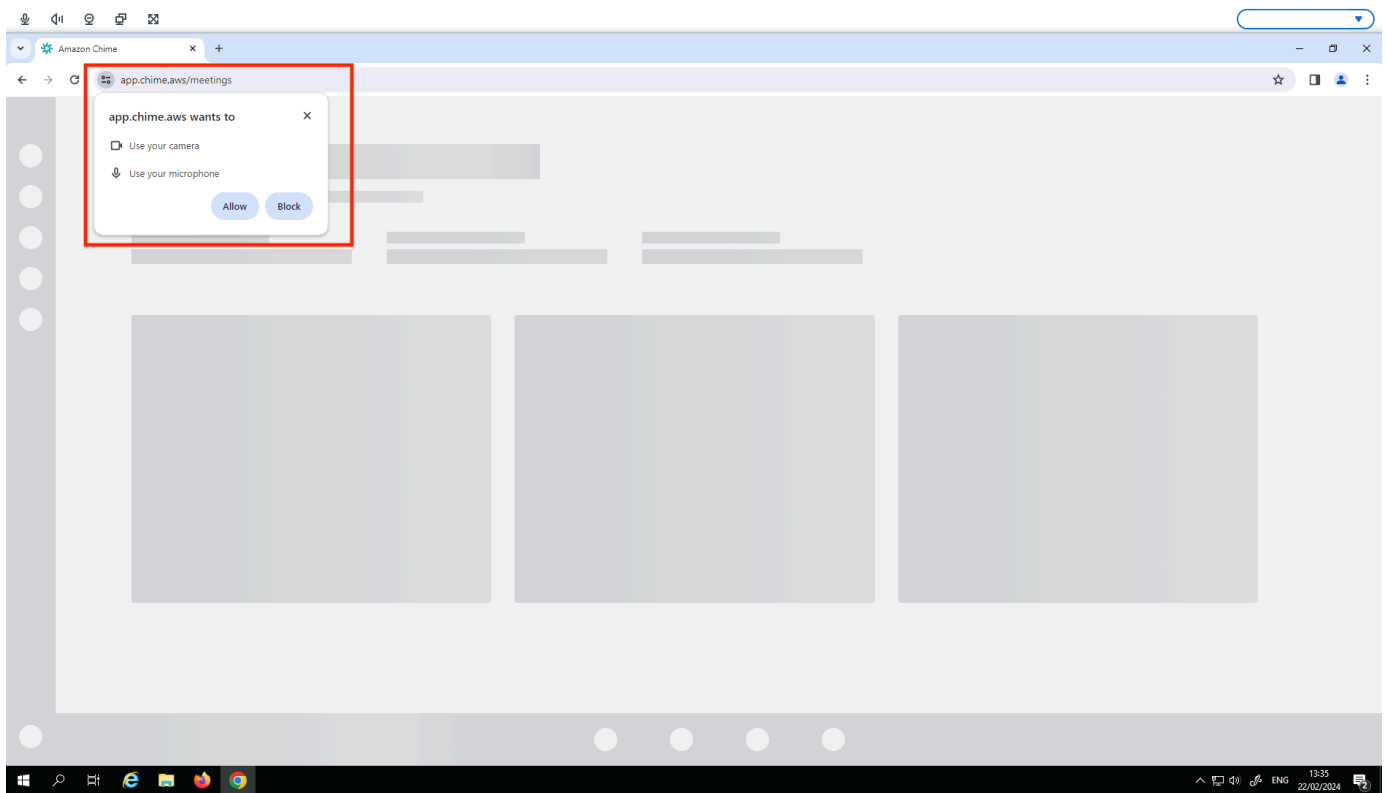 Amazon Chime
app.chime.aws/meetings
app.chime.aws wants to
Use your camera
Use your microphone
Allow Block
ENG
13:35
22/02/2024
2